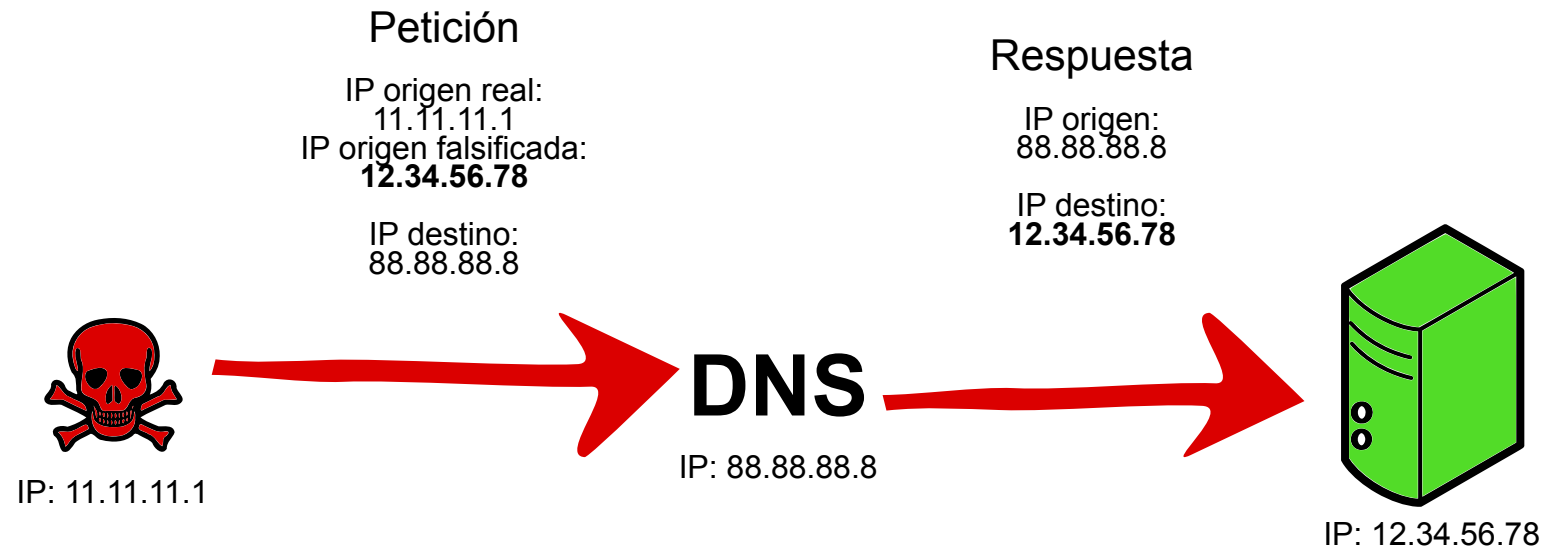 Petición
IP origen real:
11.11.11.1
IP origen falsificada:
12.34.56.78
IP destino:
88.88.88.8
Respuesta
IP origen:
88.88.88.8
IP destino:
12.34.56.78
DNS
IP: 88.88.88.8
IP: 11.11.11.1
IP: 12.34.56.78